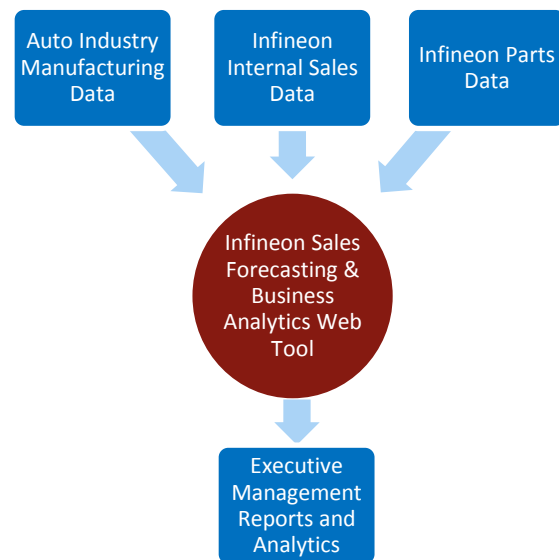 Auto Industry
Manufacturing
Data
Infineon
Internal Sales
Data
Infineon Parts
Data
Infineon Sales
Forecasting &
Business
Analytics Web
Tool
Executive
Management
Reports and
Analytics